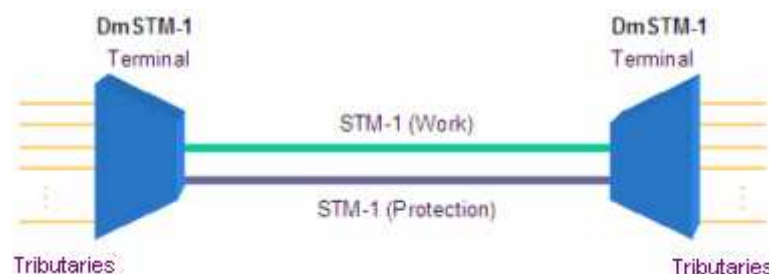 DmSTM-1
Terminal
DmSTM-1
Terminal
STM-1 (Work)
STM-1 (Protection)
Tributaries
Tributaries